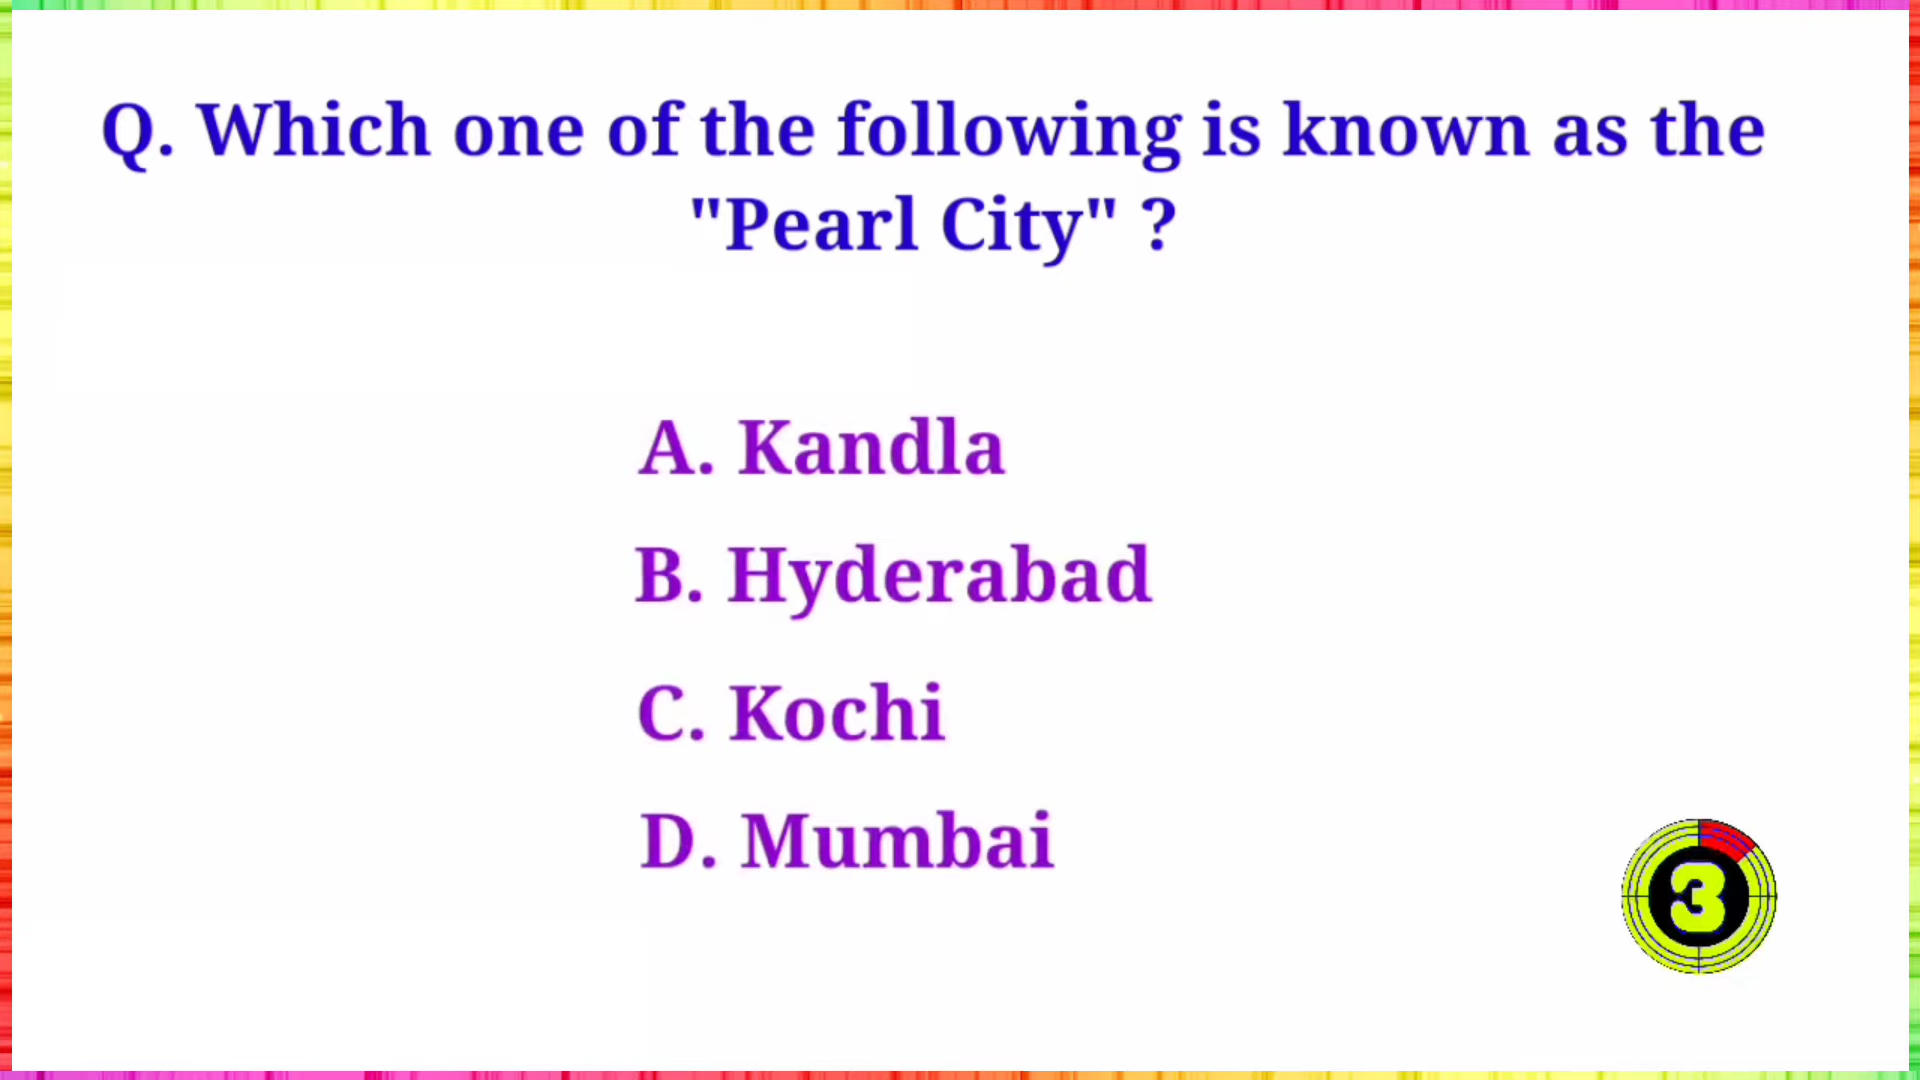 Q. Which one of the following is known as the
"Pearl City" ?
A. Kandla
B. Hyderabad
C. Kochi
D. Mumbai
3